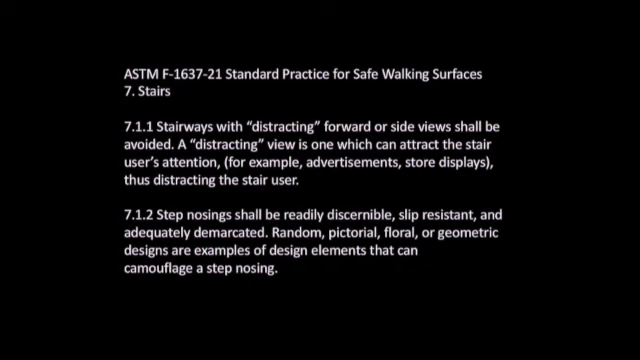 ASTM F-1637-21 Standard Practice for Safe Walking Surfaces
7. Stairs
7.1.1 Stairways with “distracting” forward or side views shall be
avoided. A “distracting” view is one which can attract the stair
user’s attention, (for example, advertisements, store displays),
thus distracting the stair user.
7.1.2 Step nosings shall be readily discernible, slip resistant, and
adequately demarcated. Random, pictorial, floral, or geometric
designs are examples of design elements that can
camouflage a step nosing.